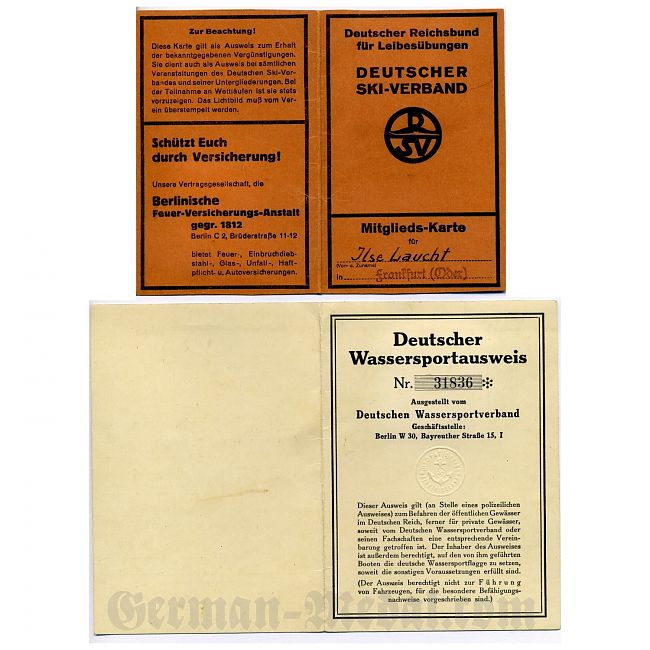 Zur Beachtung!
Diese Karte gilt als Ausweis zum Erhalt
der bekanntgegebenen Vergünstigungen.
Sie dient auch als Ausweis bei sämtlichen
Veranstaltungen des Deutschen Ski-Ver-
bandes und seiner Untergliederungen. Bei
der Teilnahme an Wettläufen ist sie stets
vorzuzeigen. Das Lichtbild muß vom Ver-
ein überstempelt werden.
Schützt Euch
durch Versicherung!
Unsere Vertragsgesellschaft, die
Berlinische
Feuer-Versicherungs-Anstalt
gegr. 1812
Berlin C 2, Brüderstraße 11-12
bietet Feuer-, Einbruchdieb-
stahl-, Glas-, Unfall-, Haft-
pflicht- u. Autoversicherungen.
Deutscher Reichsbund
für Leibesübungen
DEUTSCHER
SKI-VERBAND
DSV
Mitglieds-Karte
für
Ilse Laucht
(Vor- u. Zuname)
in Frankfurt (Oder)
Deutscher
Wassersportausweis
Nr. 31836
Ausgestellt vom
Deutschen Wassersportverband
Geschäftsstelle:
Berlin W 30, Bayreuther Straße 15, I
Dieser Ausweis gilt (an Stelle eines polizeilichen
Ausweises) zum Befahren der öffentlichen Gewässer
im Deutschen Reich, ferner für private Gewässer,
soweit vom Deutschen Wassersportverband oder
seinen Fachschaften eine entsprechende Verein-
barung getroffen ist. Der Inhaber des Ausweises
ist außerdem berechtigt, auf den von ihm geführten
Booten die deutsche Wassersportflagge zu setzen,
soweit die sonstigen Voraussetzungen erfüllt sind.
(Der Ausweis berechtigt nicht zur Führung
von Fahrzeugen, für die besondere Befähigungs-
nachweise vorgeschrieben sind.)
German-Medal.com